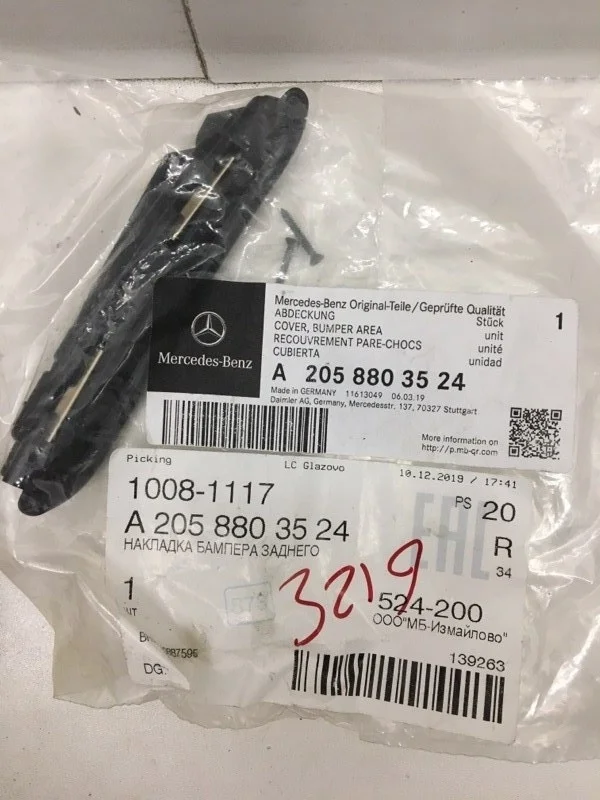 Mercedes-Benz
Mercedes-Benz Original-Teile/Geprüfte Qualität
ABDECKUNG Stück 1
COVER, BUMPER AREA unit
RECOUVREMENT PARE-CHOCS unité
CUBIERTA unidad
A 205 880 35 24
Made in GERMANY 11613049 06.03.19
Daimler AG, Germany, Mercedesstr. 137, 70327 Stuttgart
More information on
http://p.mb-qr.com
Picking LC Glazovo 10.12.2019 / 17:41
1008-1117 PS 20
A 205 880 35 24
НАКЛАДКА БАМПЕРА ЗАДНЕГО R
34
EAC
1
шт
3219
524-200
ООО"МБ-Измайлово"
139263
DG: